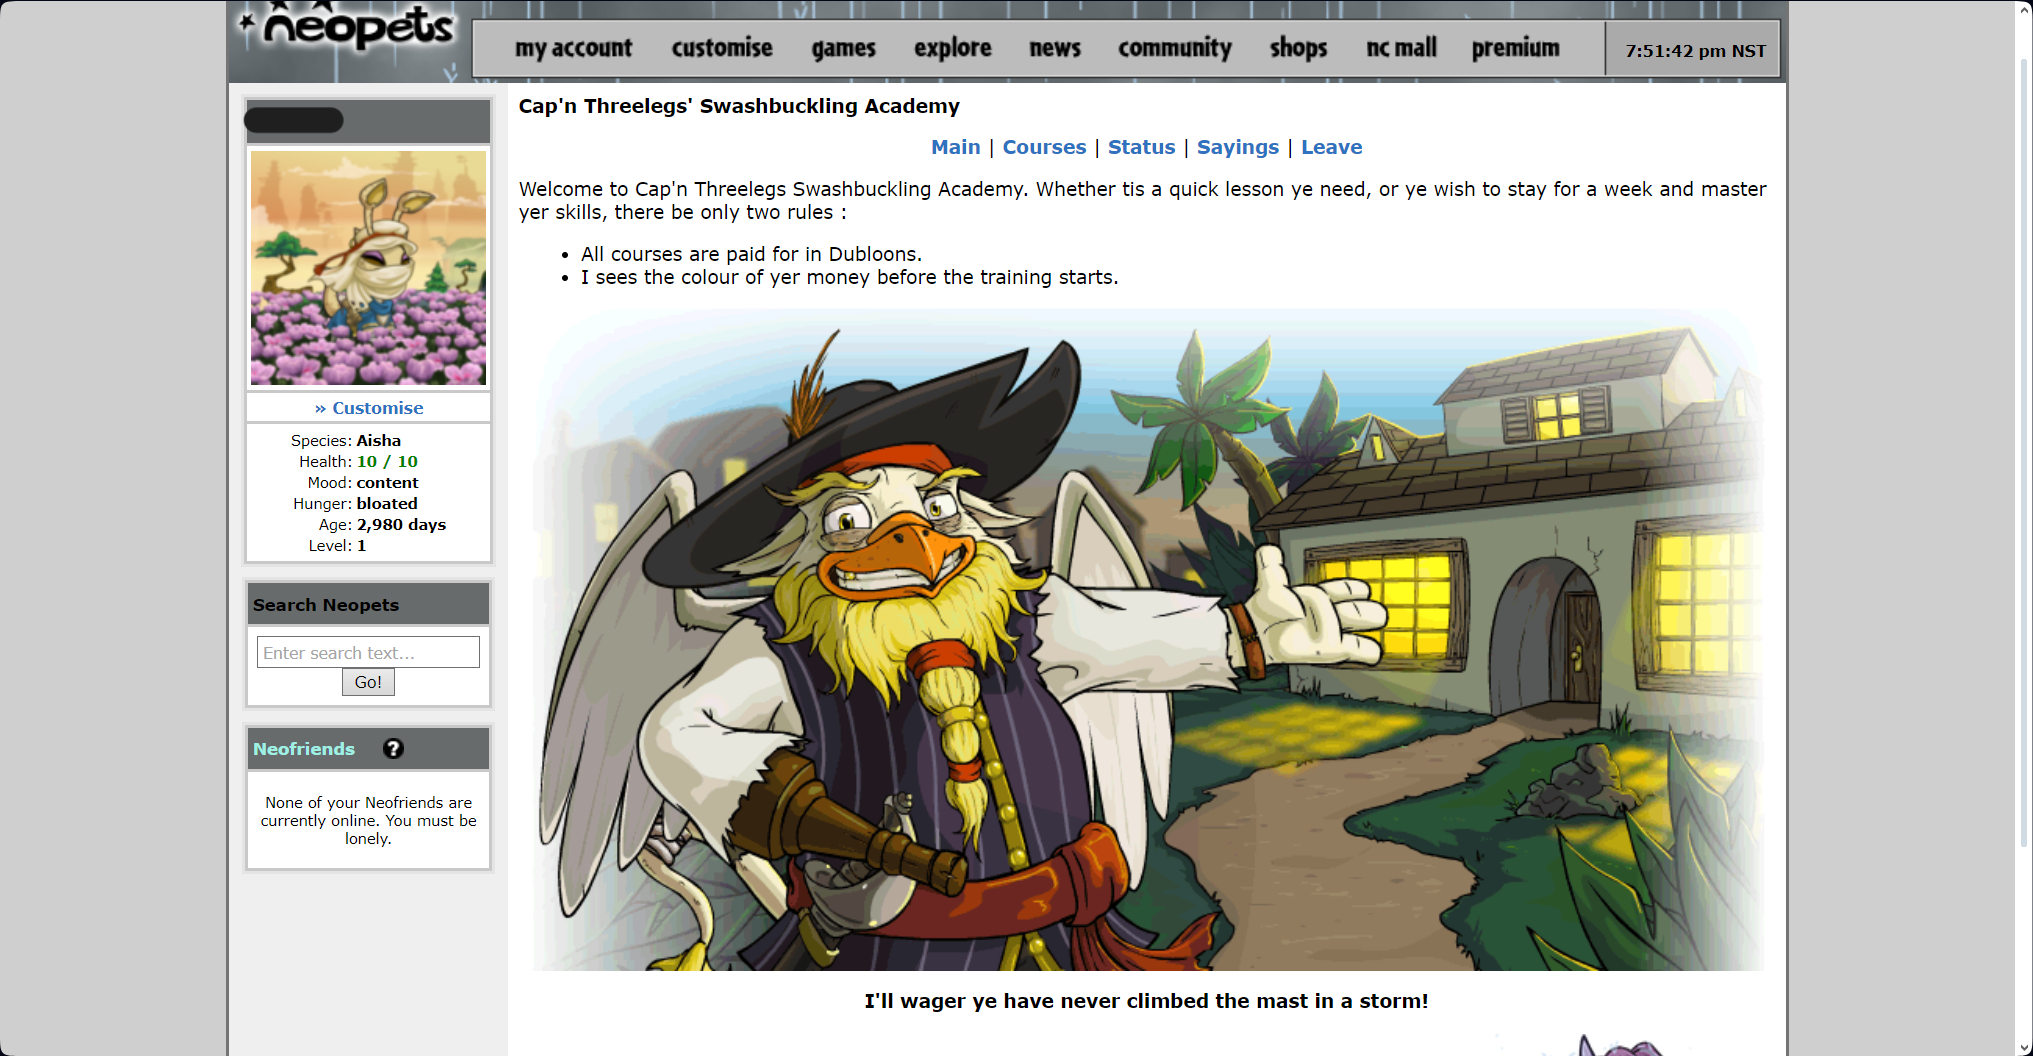 neopets
my account customise games explore news community shops nc mall premium 7:51:42 pm NST
Cap'n Threelegs' Swashbuckling Academy
Main | Courses | Status | Sayings | Leave
Welcome to Cap'n Threelegs Swashbuckling Academy. Whether tis a quick lesson ye need, or ye wish to stay for a week and master
yer skills, there be only two rules :
• All courses are paid for in Dubloons.
• I sees the colour of yer money before the training starts.
» Customise
Species: Aisha
Health: 10 / 10
Mood: content
Hunger: bloated
Age: 2,980 days
Level: 1
Search Neopets
Enter search text...
Go!
Neofriends ?
None of your Neofriends are
currently online. You must be
lonely.
I'll wager ye have never climbed the mast in a storm!